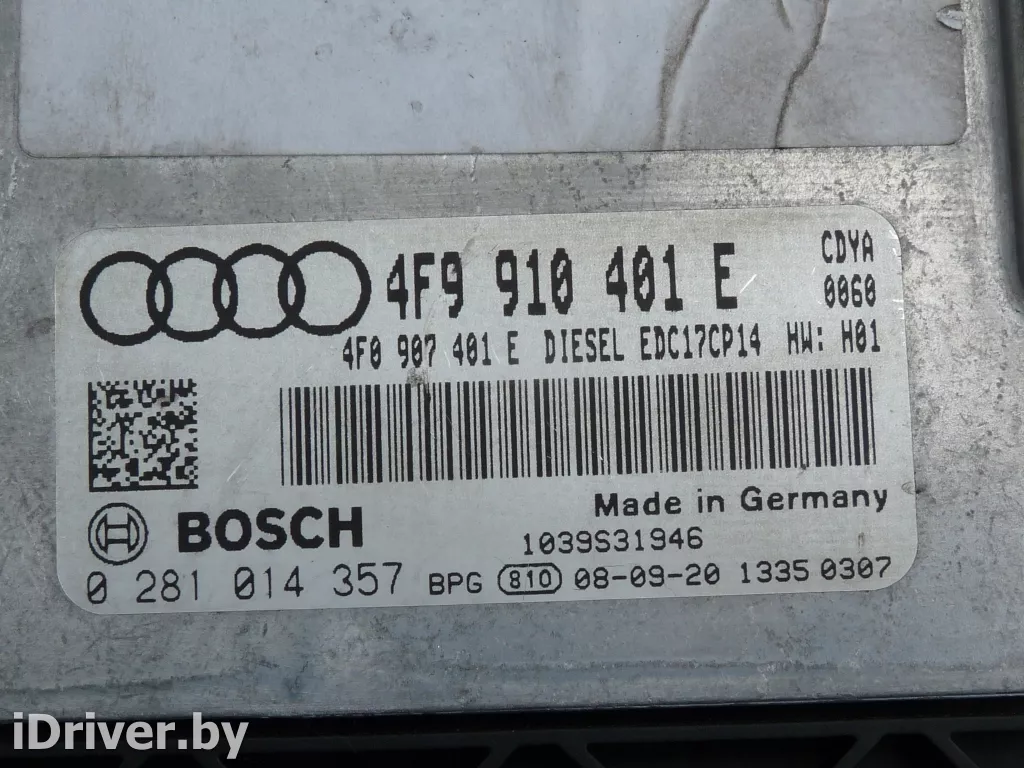 4F9 910 401 E CDYA
0060
4F0 907 401 E DIESEL EDC17CP14 HW: H01
Made in Germany
BOSCH 1039S31946
0 281 014 357 BPG 810 08-09-20 1335 0307
iDriver.by